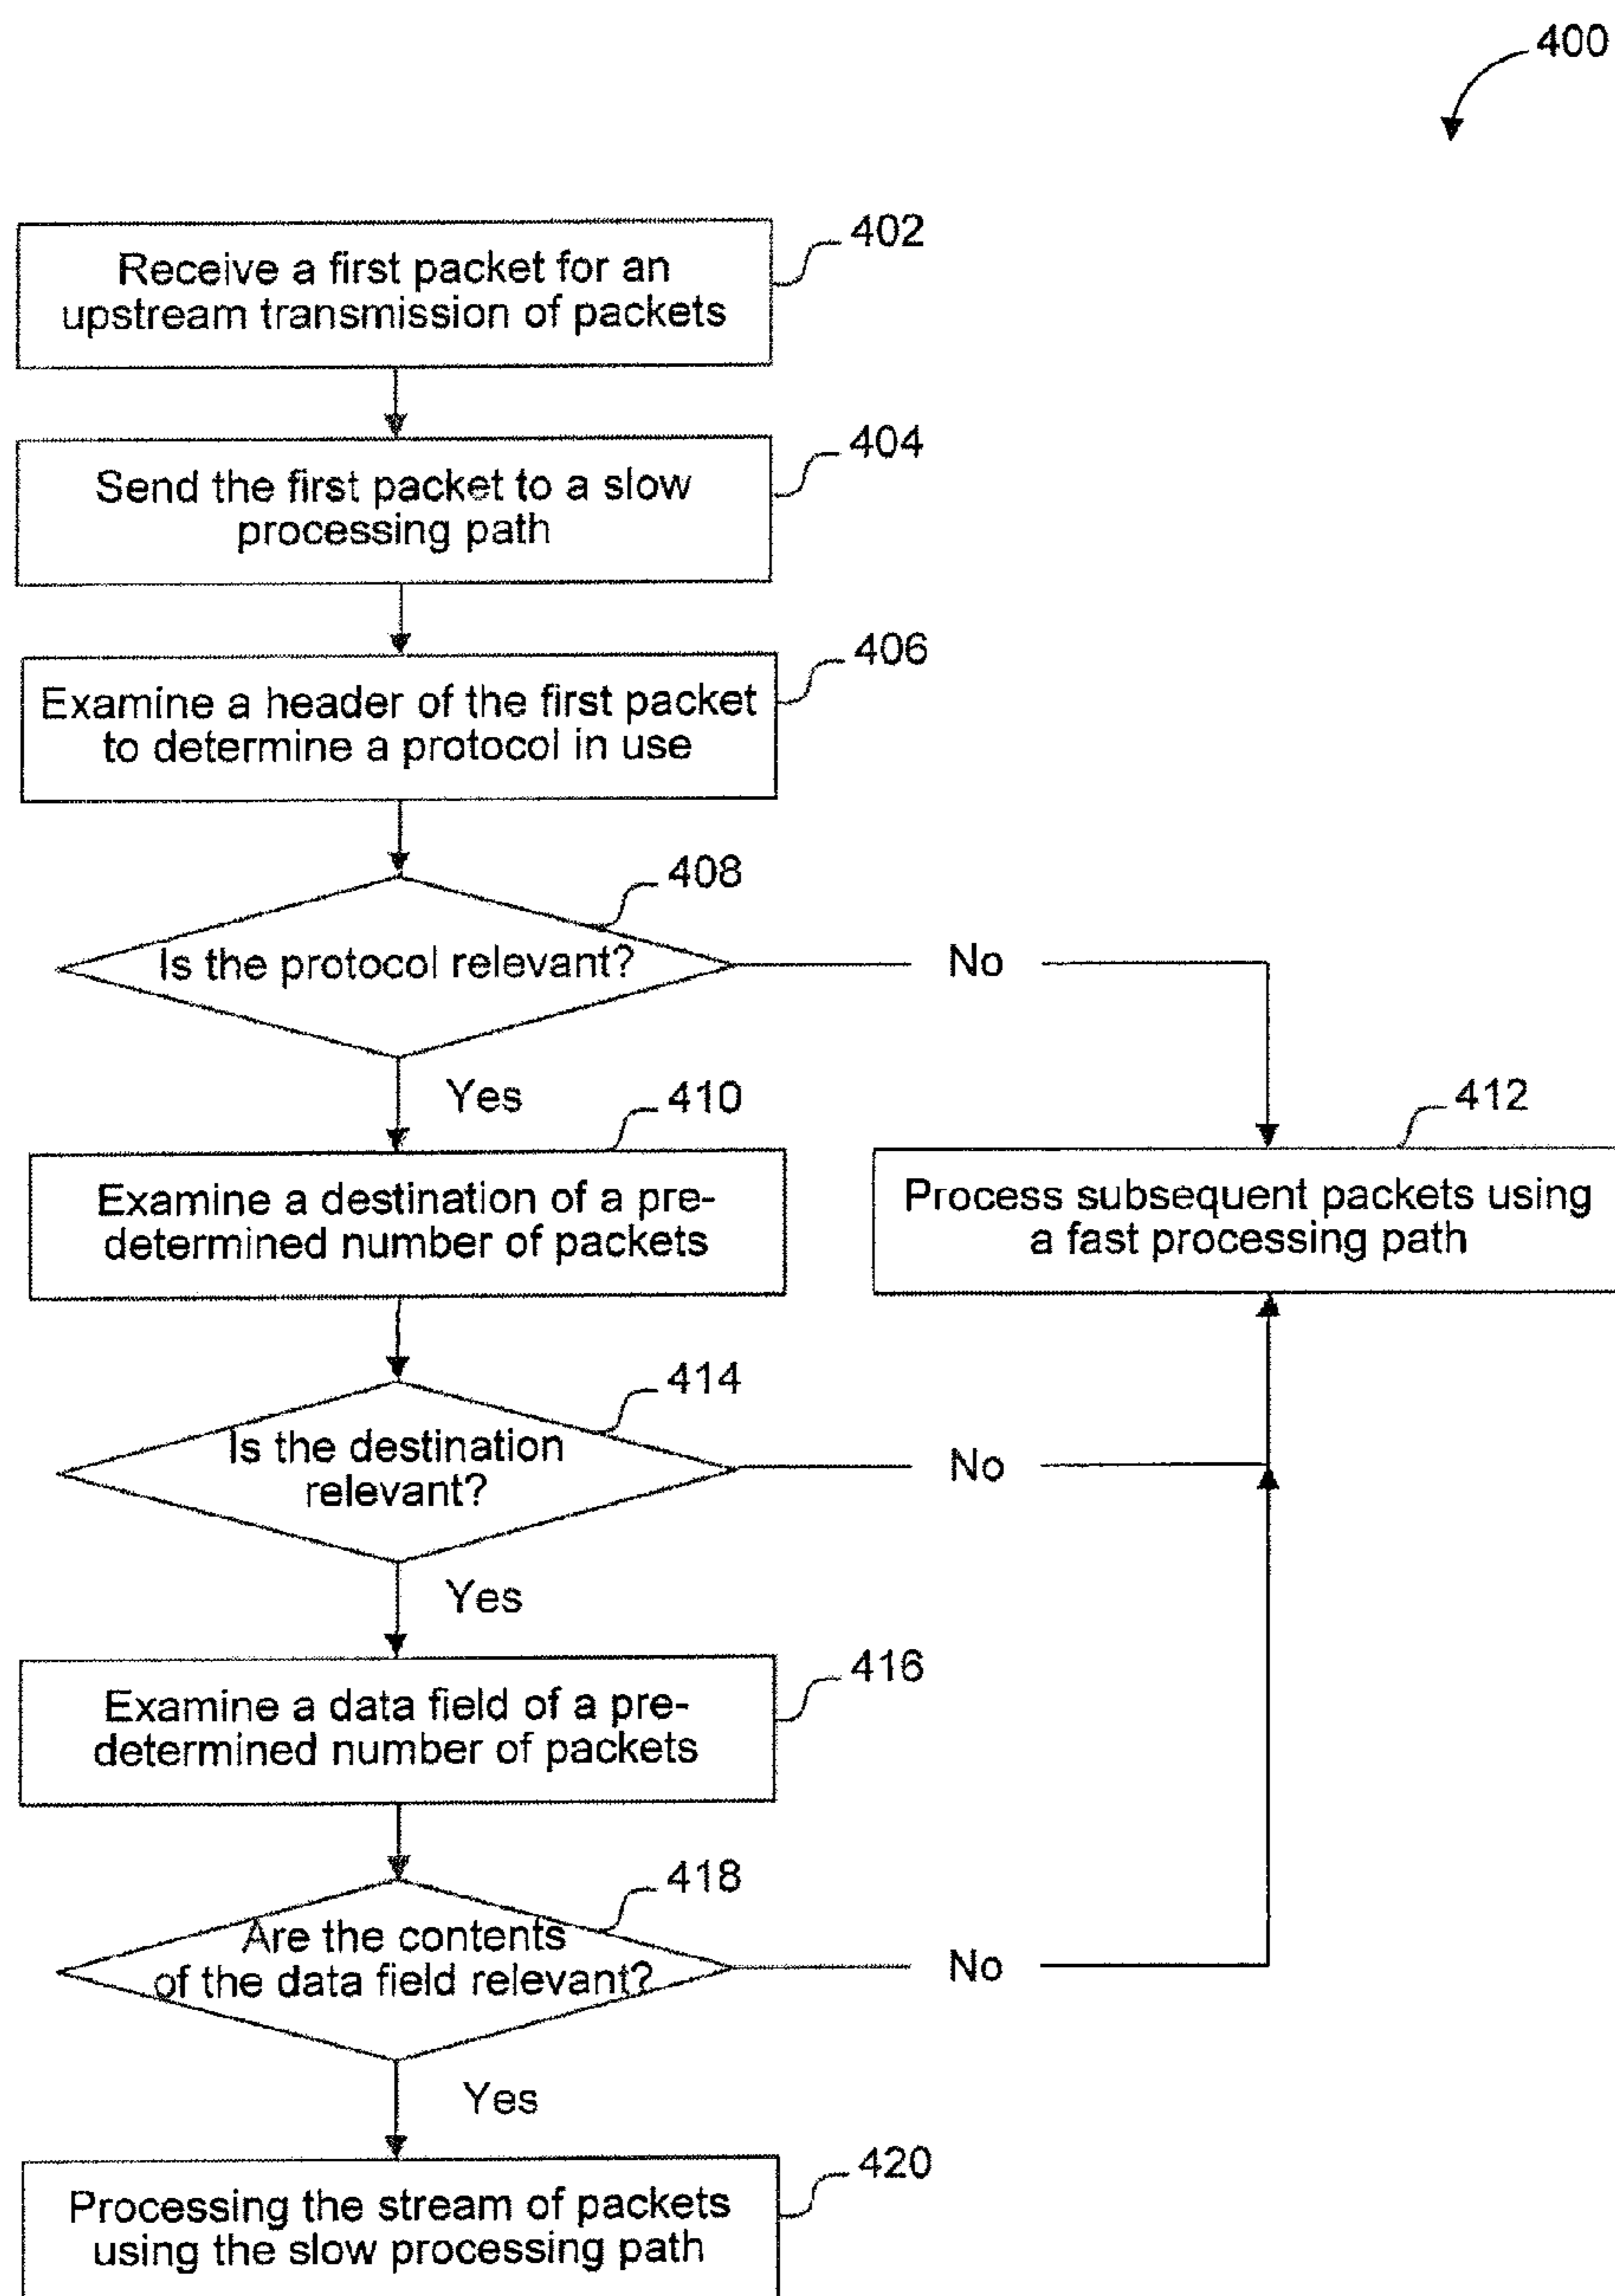 400
402
Receive a first packet for an
upstream transmission of packets
404
Send the first packet to a slow
processing path
406
Examine a header of the first packet
to determine a protocol in use
408
Is the protocol relevant?
No
Yes
410
412
Examine a destination of a pre-
determined number of packets
Process subsequent packets using
a fast processing path
414
Is the destination
relevant?
No
Yes
416
Examine a data field of a pre-
determined number of packets
418
Are the contents
of the data field relevant?
No
Yes
420
Processing the stream of packets
using the slow processing path